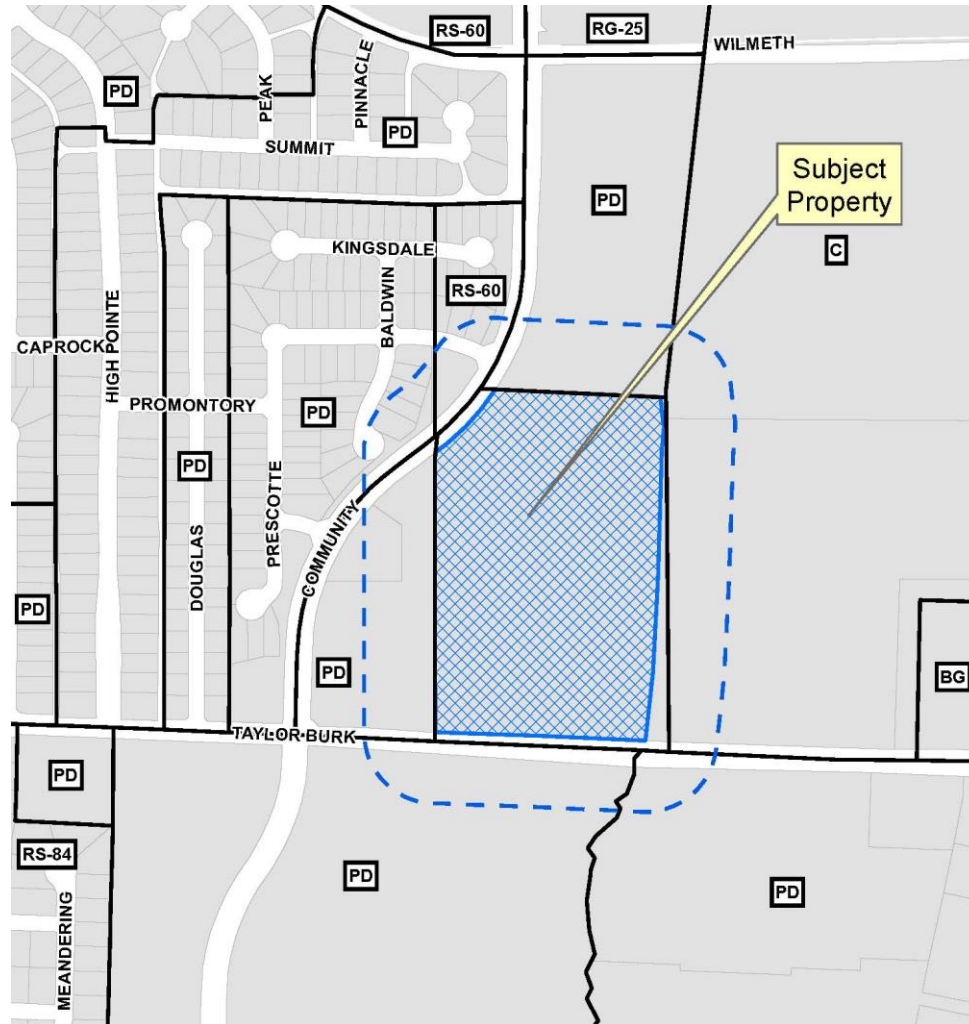 RS-60
RG-25
WILMETH
PD
PEAK
PINNACLE
PD
SUMMIT
Subject
Property
PD
C
KINGSDALE
BALDWIN
RS-60
HIGH POINTE
CAPROCK
PROMONTORY
PD
PD
DOUGLAS
PRESCOTTE
COMMUNITY
PD
PD
BG
TAYLOR BURK
PD
RS-84
PD
PD
MEANDERING